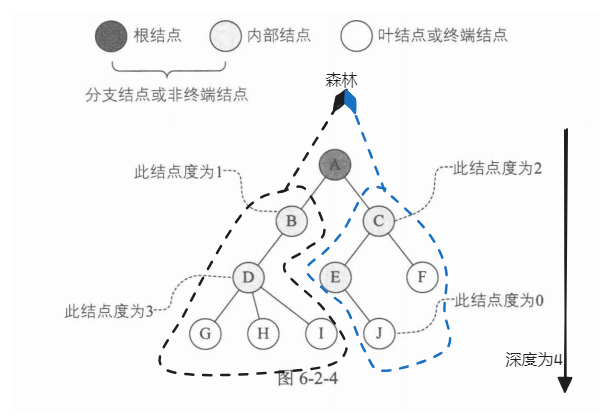 根结点 内部结点 叶结点或终端结点
分支结点或非终端结点
森林
A
此结点度为1 此结点度为2
B C
D E F
此结点度为3 此结点度为0
G H I J
深度为4
图 6-2-4